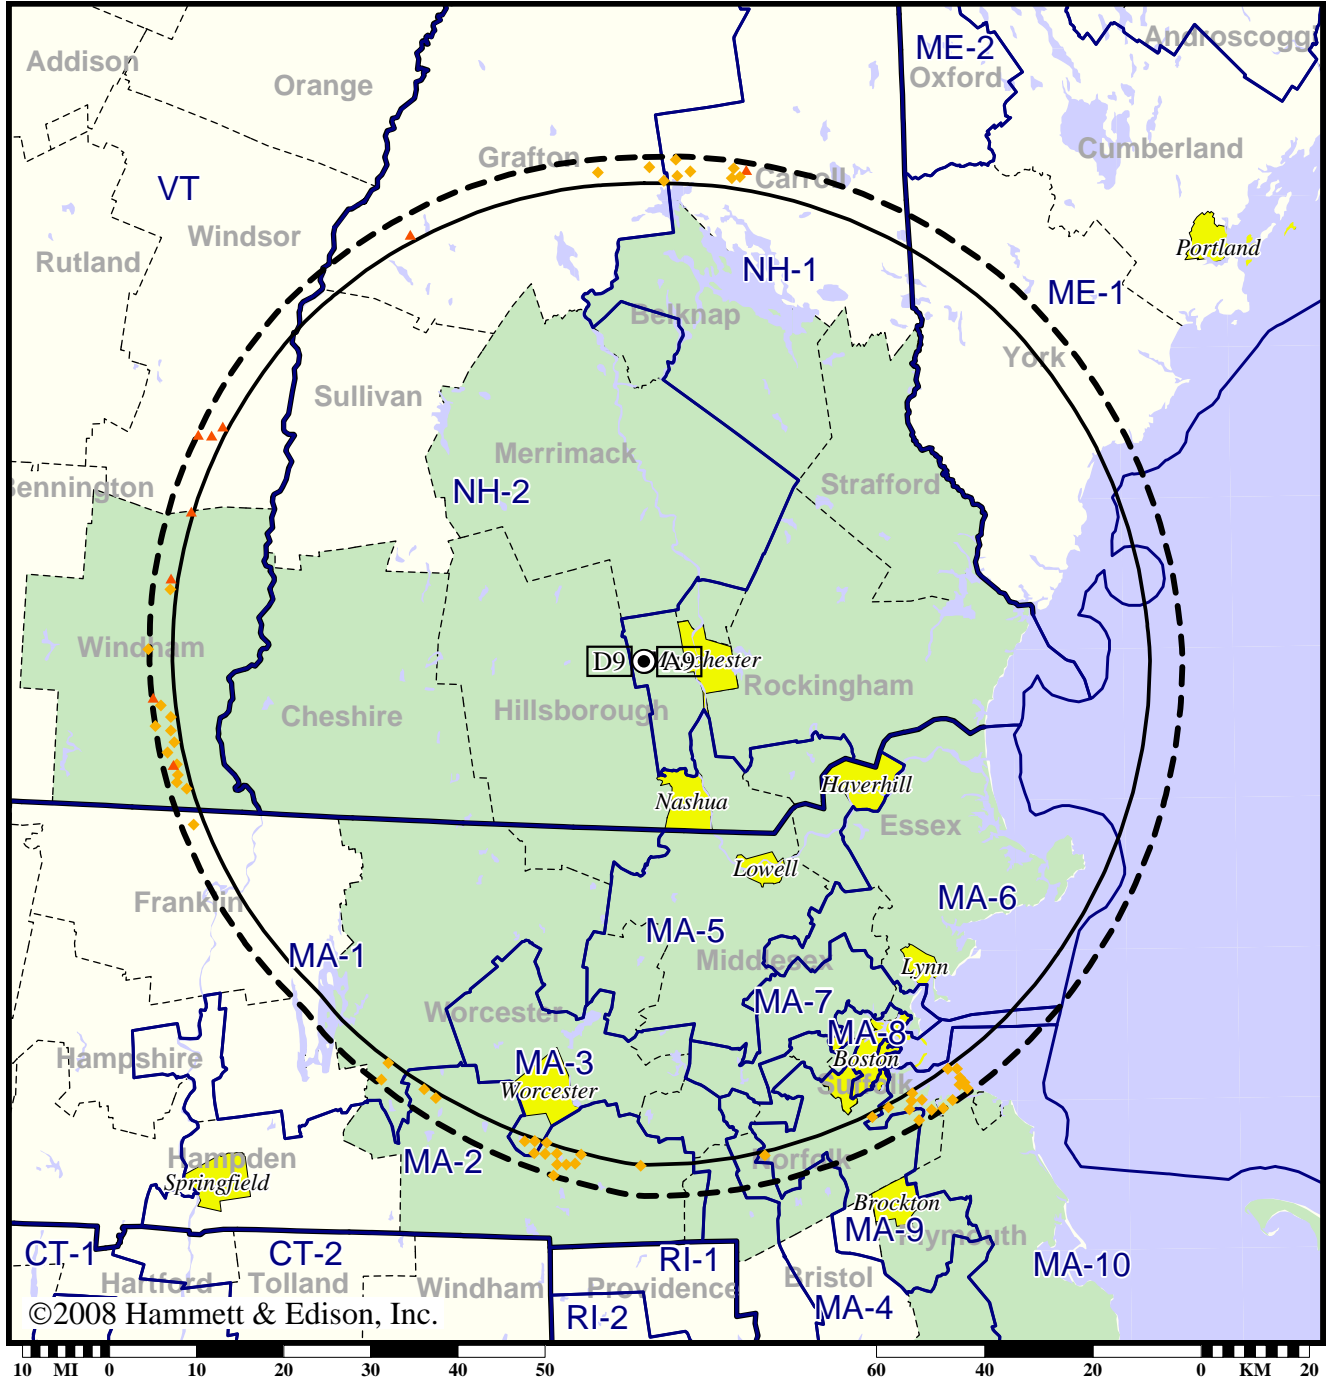 Addison
Orange
ME-2
Oxford
Androscoggi
Grafton
Carroll
Cumberland
VT
Windsor
Rutland
Portland
NH-1
ME-1
Belknap
York
Sullivan
Merrimack
NH-2
Strafford
Bennington
Windham
D9
A9
chester
Rockingham
Cheshire
Hillsborough
Nashua
Haverhill
Essex
Lowell
Franklin
MA-6
MA-5
MA-1
Middlesex
Lynn
MA-7
Worcester
MA-8
Hampshire
MA-3
Boston
Worcester
Suffolk
Hampden
MA-2
Norfolk
Springfield
Brockton
MA-9
Plymouth
CT-1
CT-2
RI-1
MA-10
Hartford
Tolland
Windham
Providence
Bristol
©2008 Hammett & Edison, Inc.
RI-2
MA-4
10 MI 0 10 20 30 40 50
60 40 20 0 KM 20